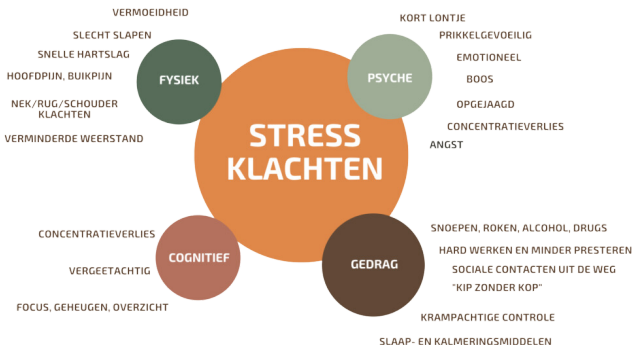 STRESS
KLACHTEN
FYSIEK
VERMOEIDHEID
SLECHT SLAPEN
SNELLE HARTSLAG
HOOFDPIJN, BUIKPIJN
NEK/RUG/SCHOUDER
KLACHTEN
VERMINDERDE WEERSTAND
PSYCHE
KORT LONTJE
PRIKKELGEVOEILIG
EMOTIONEEL
BOOS
OPGEJAAGD
CONCENTRATIEVERLIES
ANGST
COGNITIEF
CONCENTRATIEVERLIES
VERGEETACHTIG
FOCUS, GEHEUGEN, OVERZICHT
GEDRAG
SNOEPEN, ROKEN, ALCOHOL, DRUGS
HARD WERKEN EN MINDER PRESTEREN
SOCIALE CONTACTEN UIT DE WEG
"KIP ZONDER KOP"
KRAMPACHTIGE CONTROLE
SLAAP- EN KALMERINGSMIDDELEN